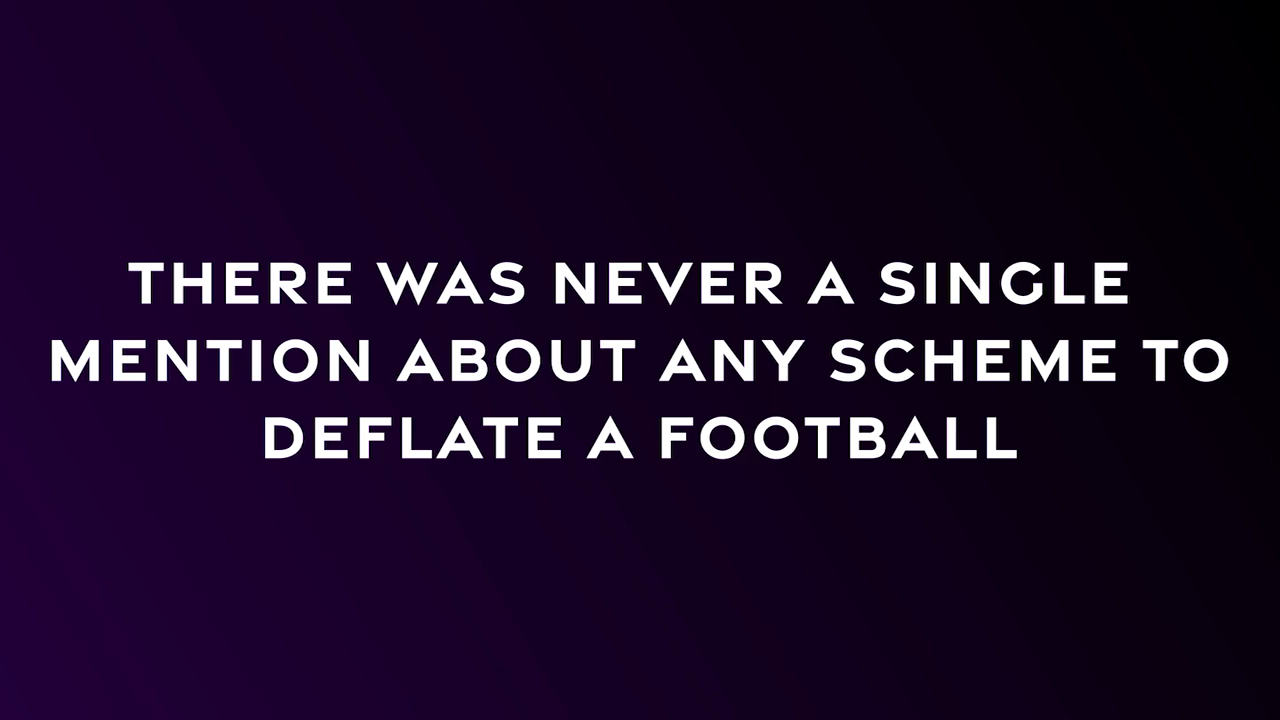 THERE WAS NEVER A SINGLE
MENTION ABOUT ANY SCHEME TO
DEFLATE A FOOTBALL